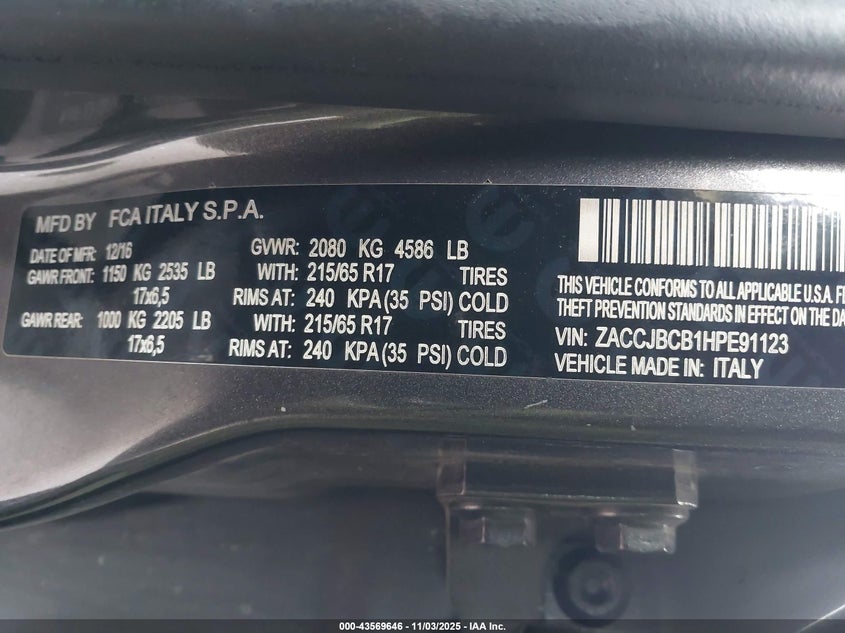 MFD BY FCA ITALY S.P.A.
DATE OF MFR: 12/16 GVWR: 2080 KG 4586 LB
GAWR FRONT: 1150 KG 2535 LB WITH: 215/65 R17 TIRES
17x6,5 RIMS AT: 240 KPA (35 PSI) COLD
GAWR REAR: 1000 KG 2205 LB WITH: 215/65 R17 TIRES
17x6,5 RIMS AT: 240 KPA (35 PSI) COLD
THIS VEHICLE CONFORMS TO ALL APPLICABLE U.S.A. FE
THEFT PREVENTION STANDARDS IN EFFECT ON THE DA
VIN: ZACCJBCB1HPE91123
VEHICLE MADE IN: ITALY
000-43569646 - 11/03/2025 - IAA Inc.